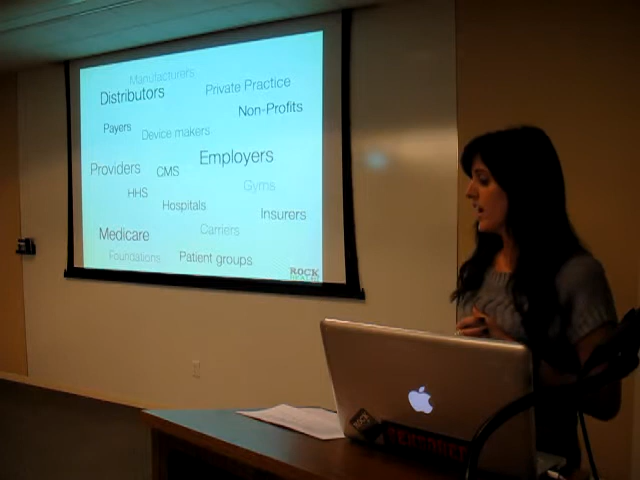 Manufacturers
Distributors
Private Practice
Non-Profits
Payers
Device makers
Employers
Providers
CMS
HHS
Gyms
Hospitals
Insurers
Medicare
Carriers
Foundations
Patient groups
ROCK
HEALTH